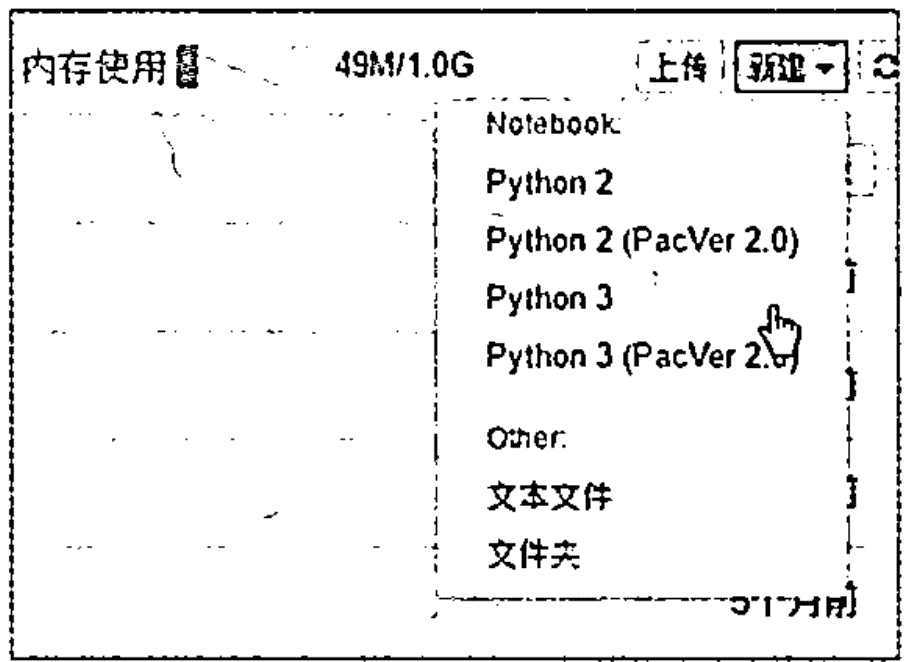 内存使用 49M/1.0G 上传 新建
Notebook:
Python 2
Python 2 (PacVer 2.0)
Python 3
Python 3 (PacVer 2.0)
Other:
文本文件
文件夹